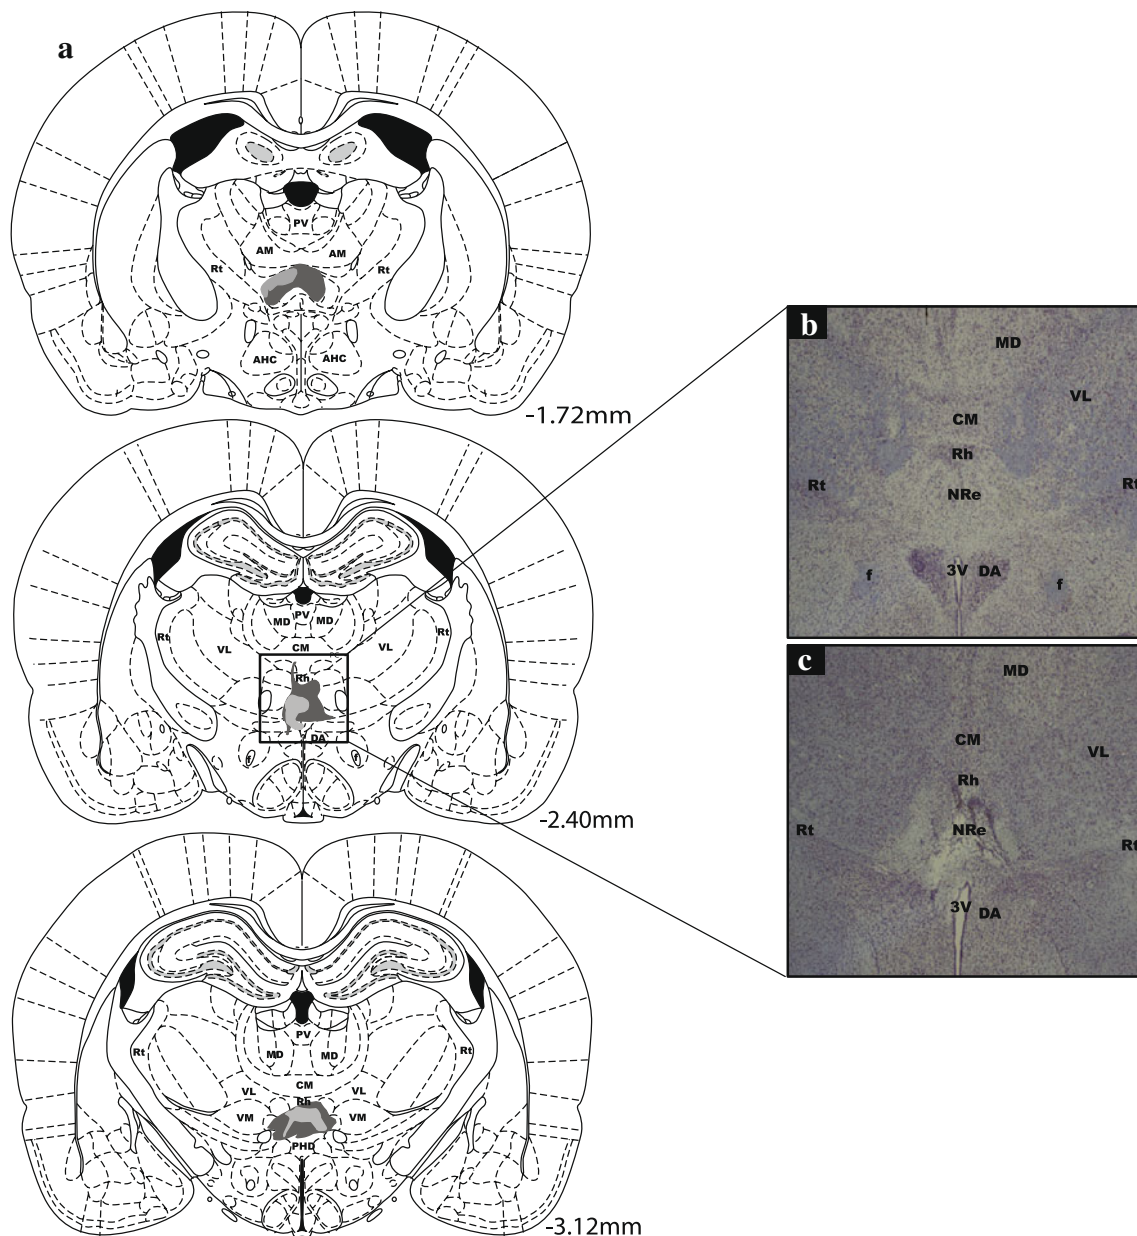 a
PV
AM AM
Rt Rt
AHC AHC
-1.72mm
PV
MD MD
Rt Rt
VL CM VL
Rh
DA
f f
-2.40mm
PV
Rt MD MD Rt
VL CM VL
Rh
VM VM
PHD
-3.12mm
b
MD
VL
CM
Rh
Rt NRe Rt
f 3V DA f
c
MD
CM
VL
Rh
Rt NRe Rt
3V DA